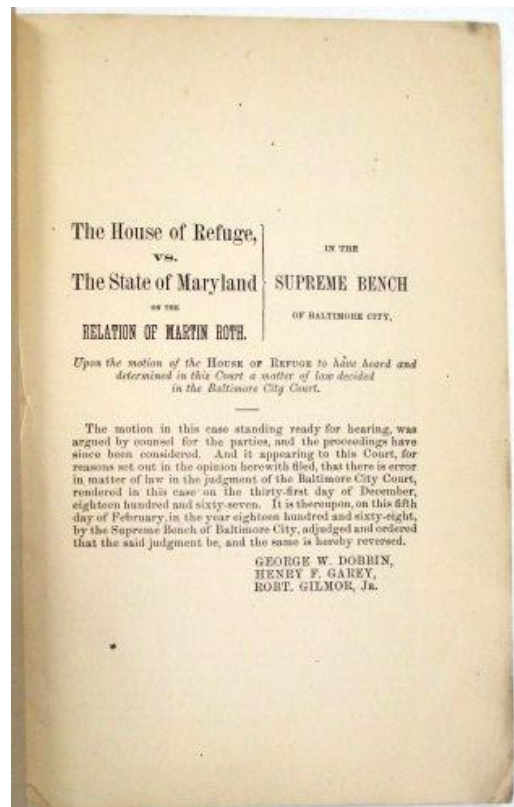 The House of Refuge,
vs.
The State of Maryland
ON THE
RELATION OF MARTIN ROTH.
IN THE
SUPREME BENCH
OF BALTIMORE CITY.
Upon the motion of the HOUSE OF REFUGE to have heard and
determined in this Court a matter of law decided
in the Baltimore City Court.
The motion in this case standing ready for hearing, was
argued by counsel for the parties, and the proceedings have
since been considered. And it appearing to this Court, for
reasons set out in the opinion herewith filed, that there is error
in matter of law in the judgment of the Baltimore City Court,
rendered in this case on the thirty-first day of December,
eighteen hundred and sixty-seven. It is thereupon, on this fifth
day of February, in the year eighteen hundred and sixty-eight,
by the Supreme Bench of Baltimore City, adjudged and ordered
that the said judgment be, and the same is hereby reversed.
GEORGE W. DOBBIN,
HENRY F. GAREY,
ROBT. GILMOR, JR.